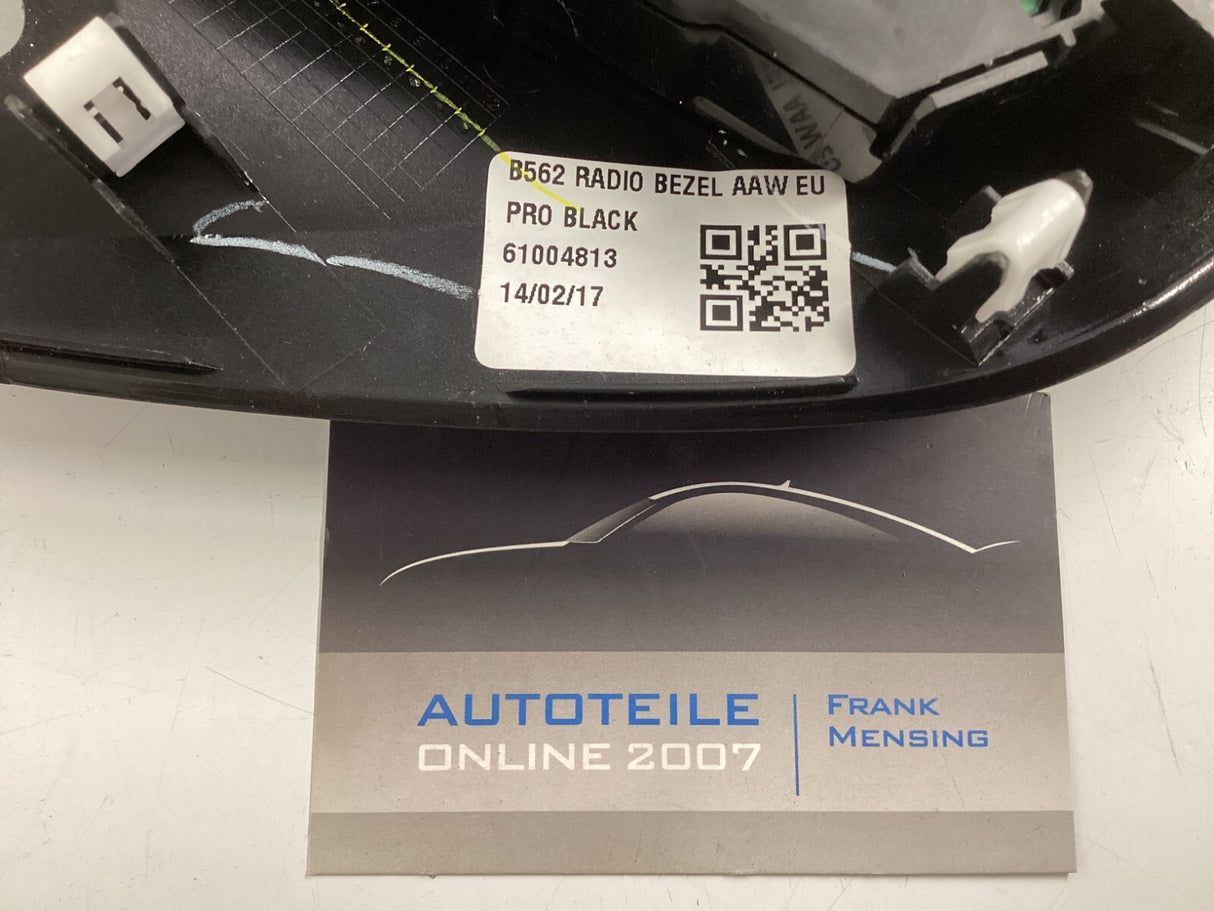 B562 RADIO BEZEL AAW EU
PRO BLACK
61004813
14/02/17
AUTOTEILE
ONLINE 2007
FRANK
MENSING